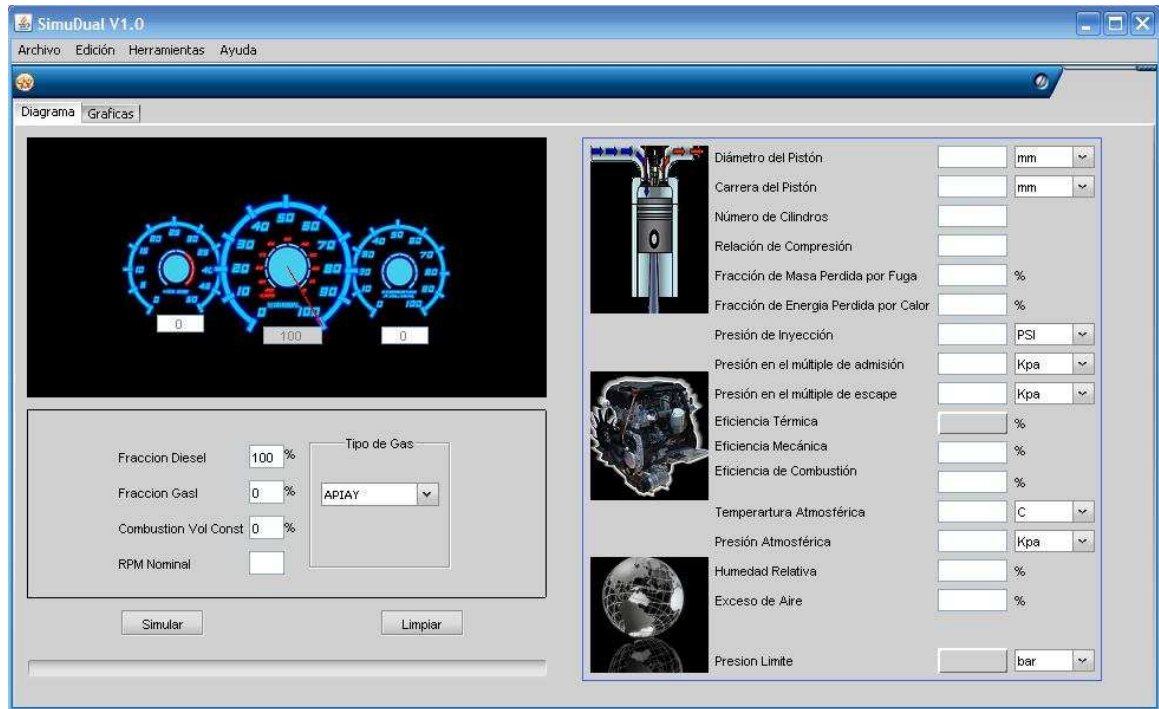 SimuDual V1.0
Archivo Edición Herramientas Ayuda
Diagrama Graficas
0
100
0
Fraccion Diesel 100 %
Fraccion Gasl 0 %
Combustion Vol Const 0 %
RPM Nominal
Tipo de Gas
APIAY
Simular Limpiar
Diámetro del Pistón mm
Carrera del Pistón mm
Número de Cilindros
Relación de Compresión
Fracción de Masa Perdida por Fuga %
Fracción de Energia Perdida por Calor %
Presión de Inyección PSI
Presión en el múltiple de admisión Kpa
Presión en el múltiple de escape Kpa
Eficiencia Térmica %
Eficiencia Mecánica %
Eficiencia de Combustión %
Temperartura Atmosférica C
Presión Atmosférica Kpa
Humedad Relativa %
Exceso de Aire %
Presion Limite bar